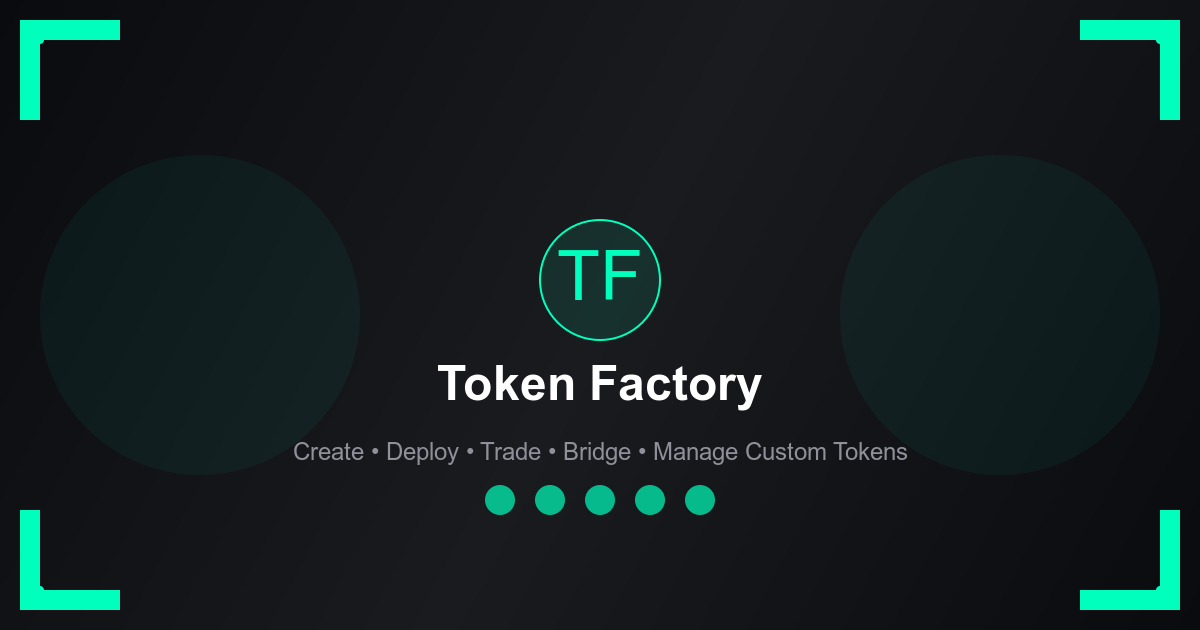 TF
Token Factory
Create • Deploy • Trade • Bridge • Manage Custom Tokens